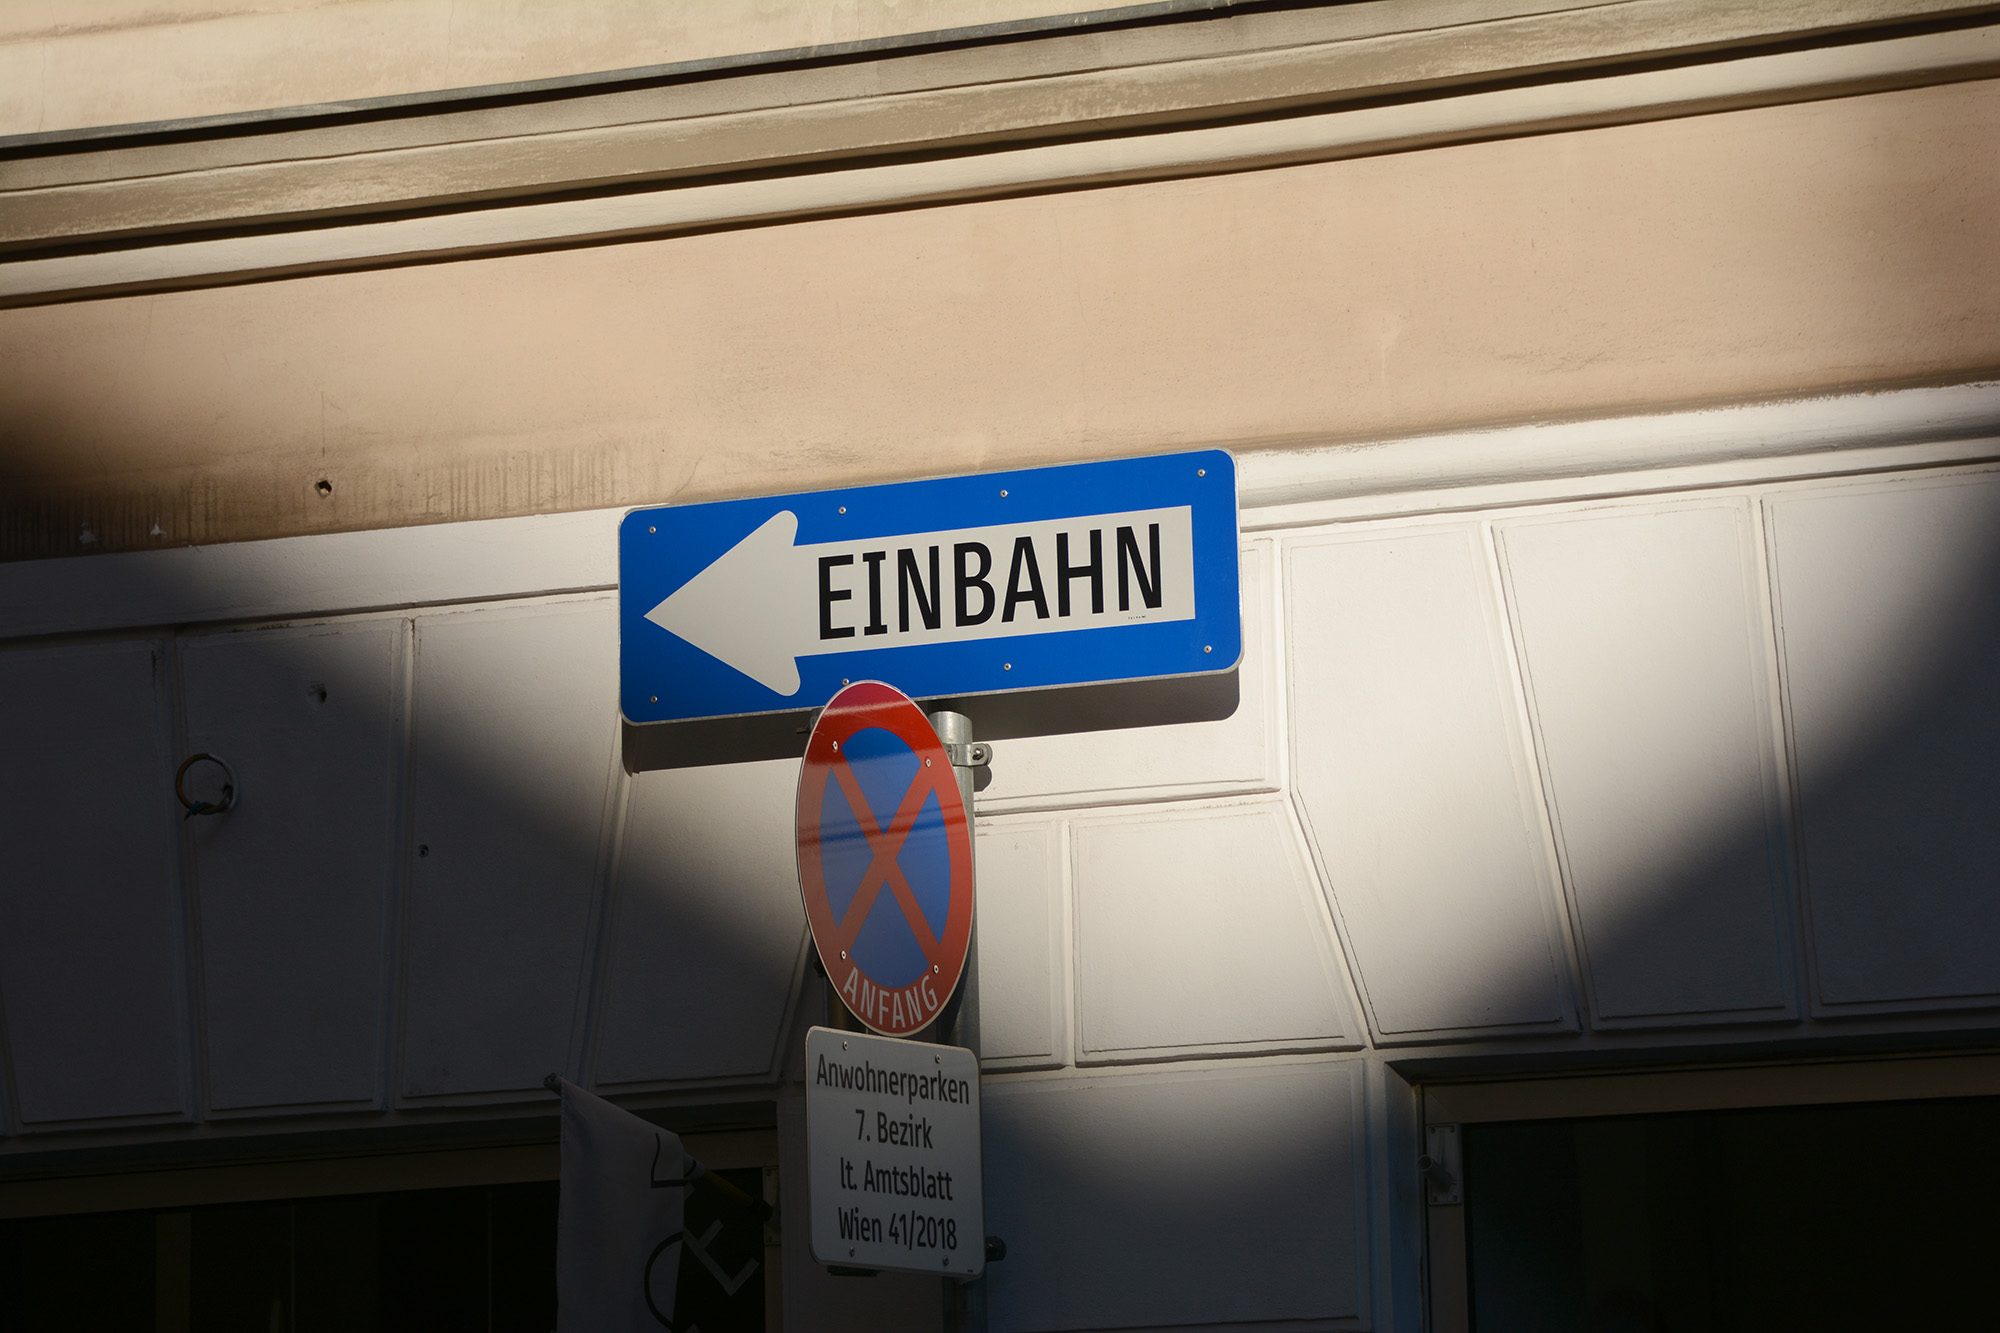 EINBAHN
ANFANG
Anwohnerparken
7. Bezirk
lt. Amtsblatt
Wien 41/2018